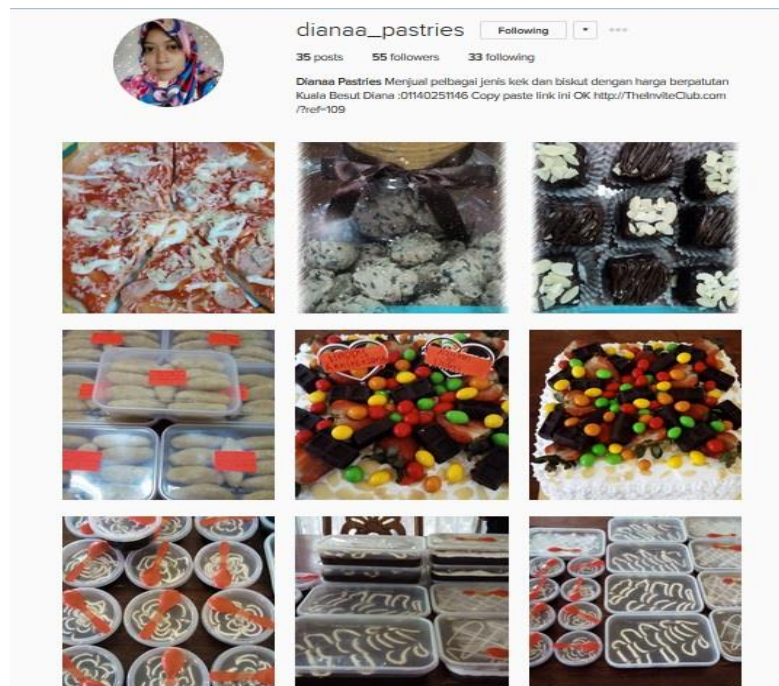 dianaa_pastries Following
35 posts 55 followers 33 following
Dianaa Pastries Menjual pelbagai jenis kek dan biskut dengan harga berpatutan
Kuala Besut Diana :01140251146 Copy paste link ini OK http://TheInviteClub.com
/?ref=109